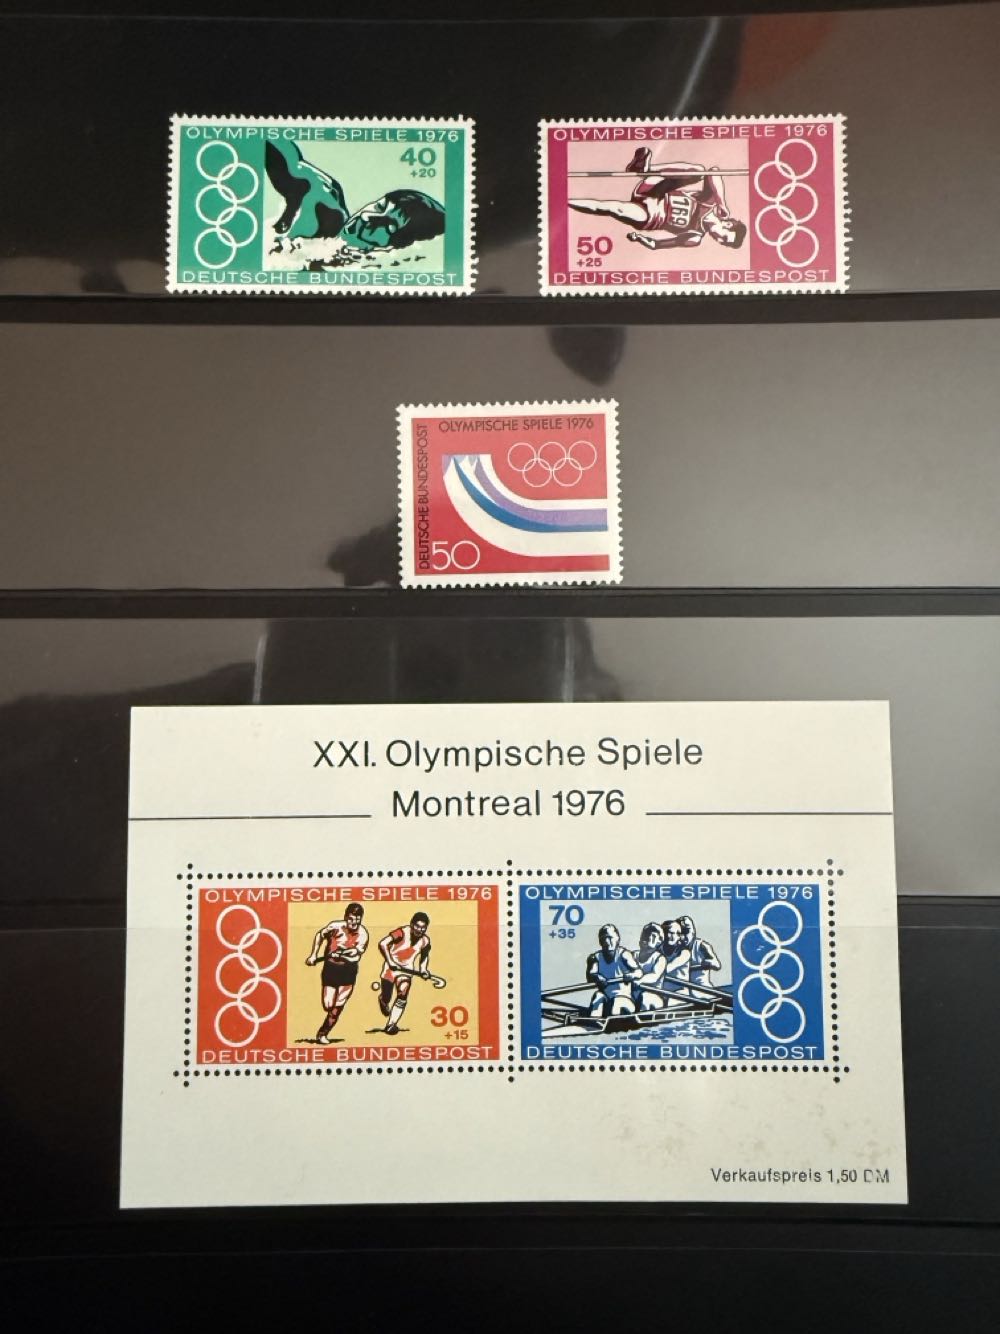 OLYMPISCHE SPIELE 1976
40
+20
DEUTSCHE BUNDESPOST
OLYMPISCHE SPIELE 1976
169
50
+25
DEUTSCHE BUNDESPOST
OLYMPISCHE SPIELE 1976
DEUTSCHE BUNDESPOST
50
XXI. Olympische Spiele
Montreal 1976
OLYMPISCHE SPIELE 1976
30
+15
DEUTSCHE BUNDESPOST
OLYMPISCHE SPIELE 1976
70
+35
DEUTSCHE BUNDESPOST
Verkaufspreis 1,50 DM